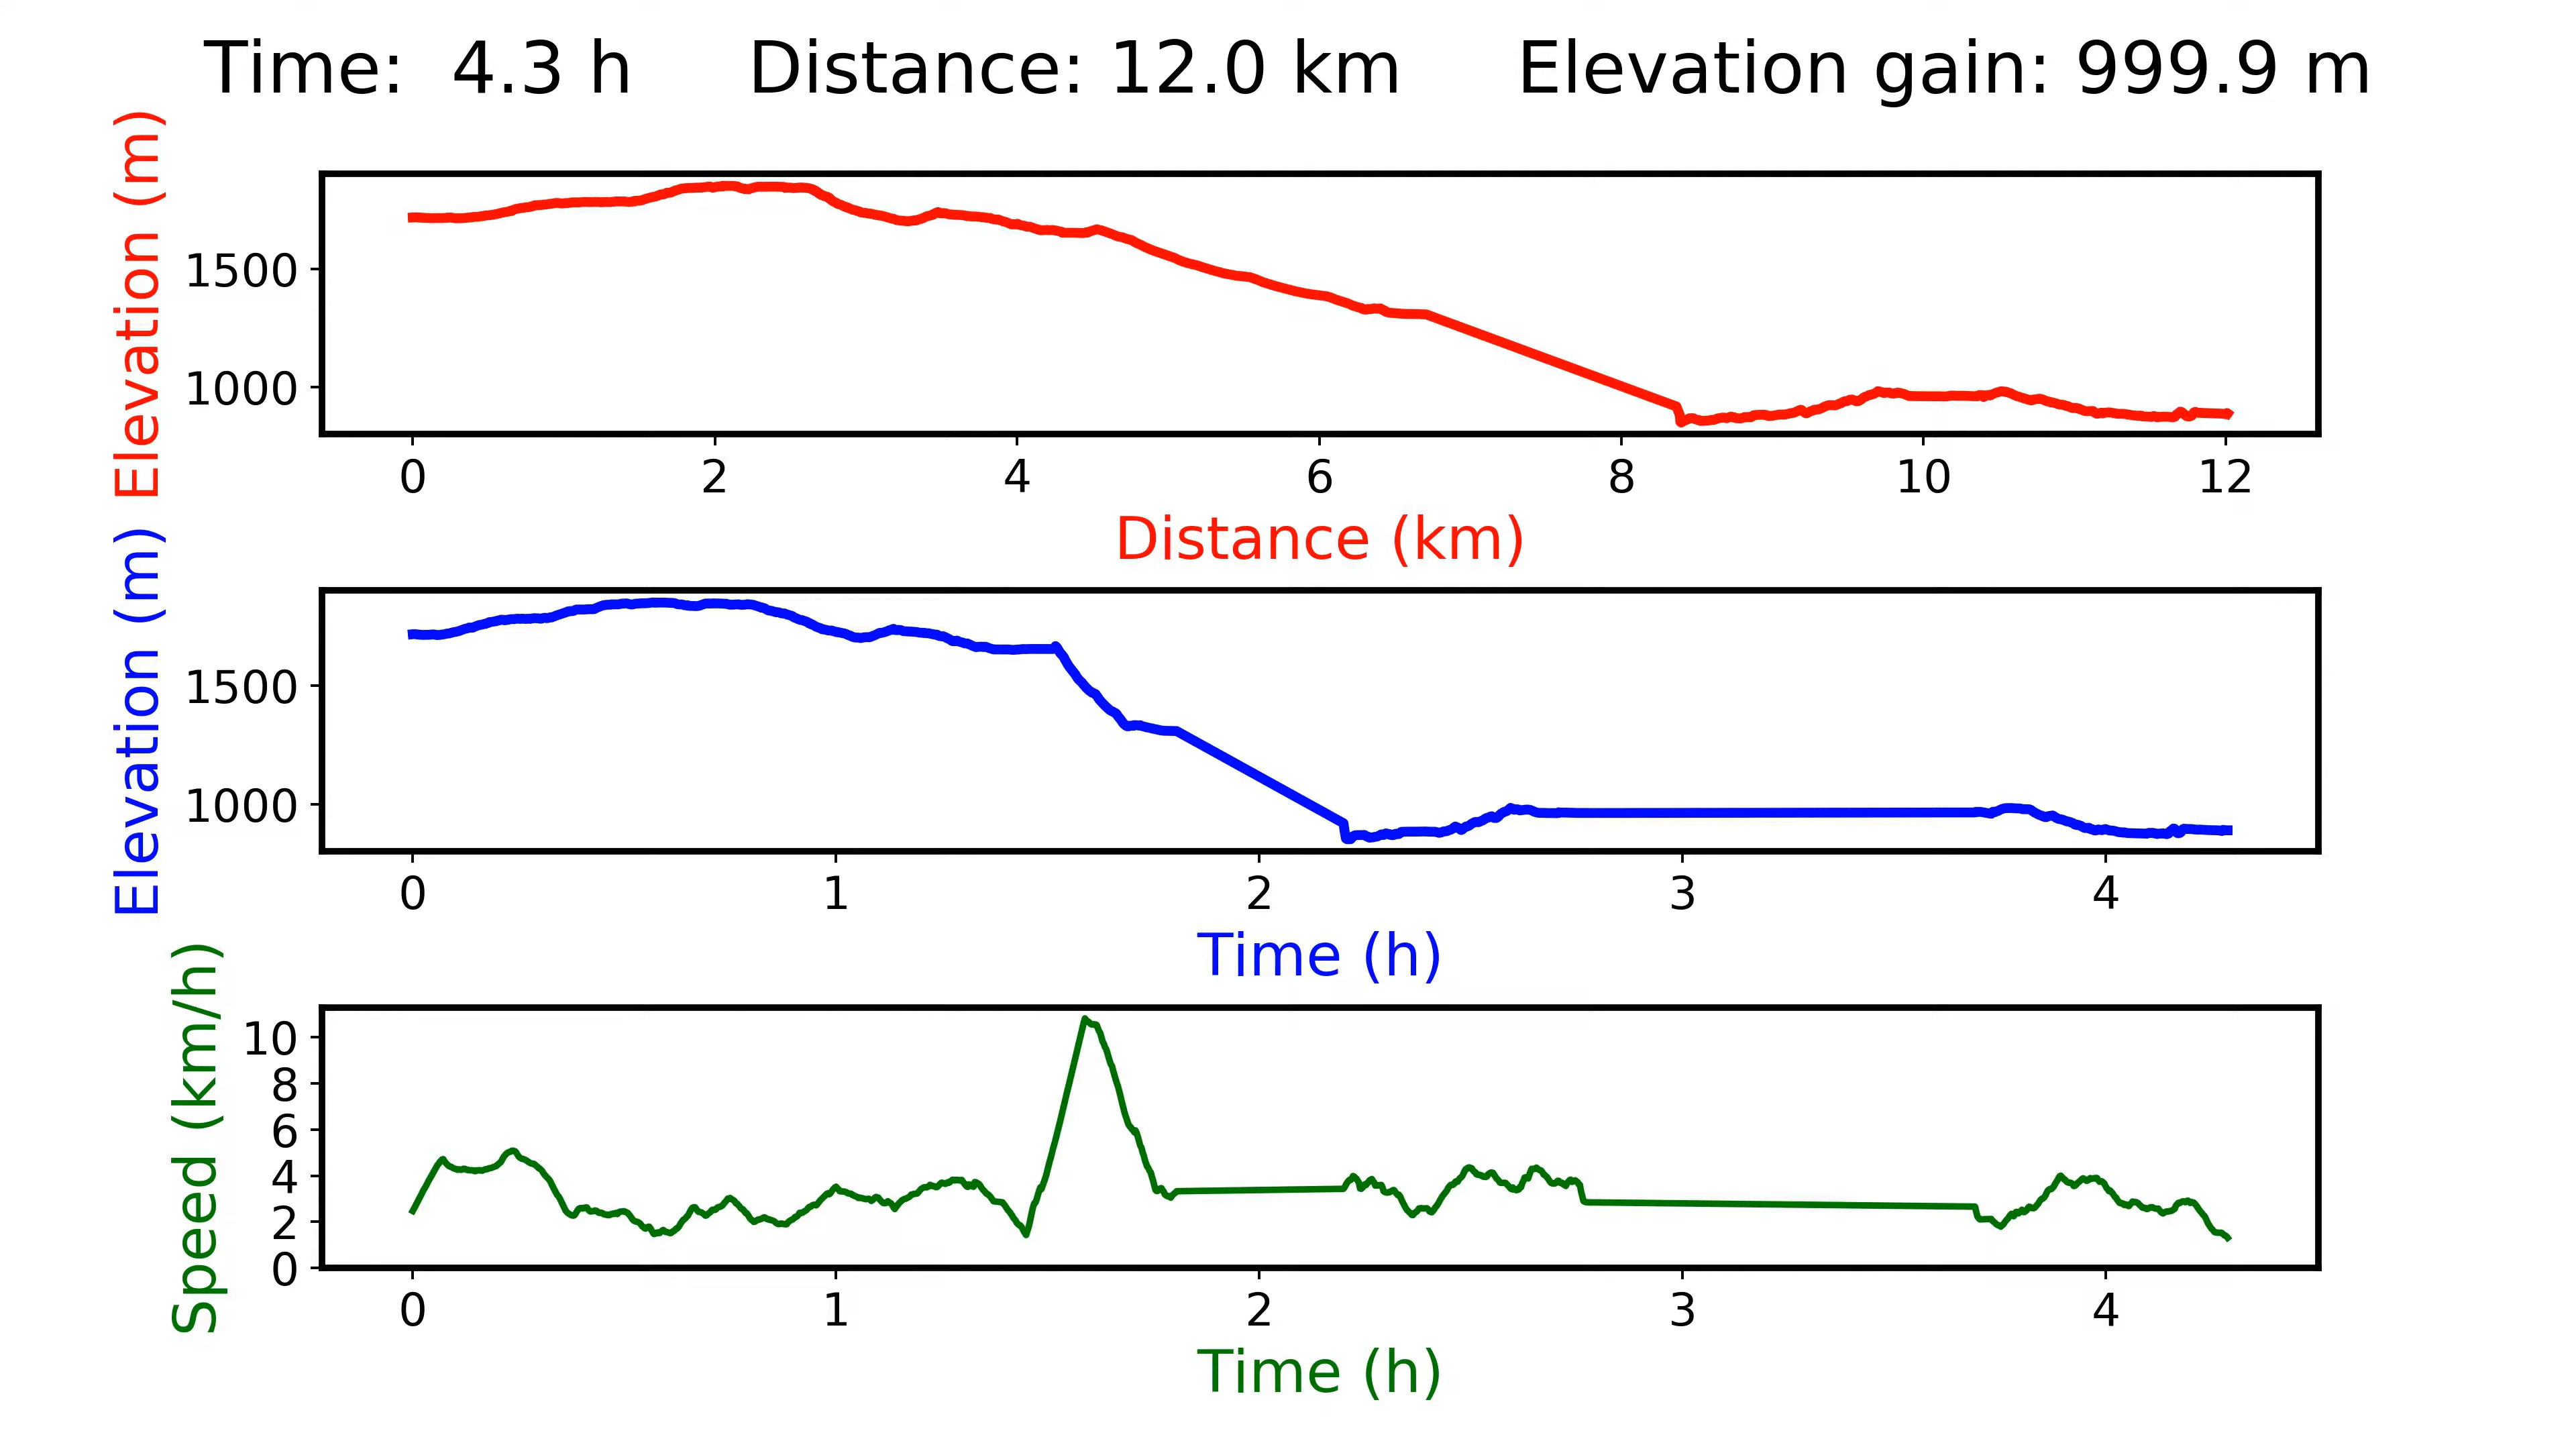 Time:  4.3 h      Distance: 12.0 km      Elevation gain: 999.9 m
Elevation (m)
1500
1000
0 2 4 6 8 10 12
Distance (km)
Elevation (m)
1500
1000
0 1 2 3 4
Time (h)
Speed (km/h)
10
8
6
4
2
0
0 1 2 3 4
Time (h)